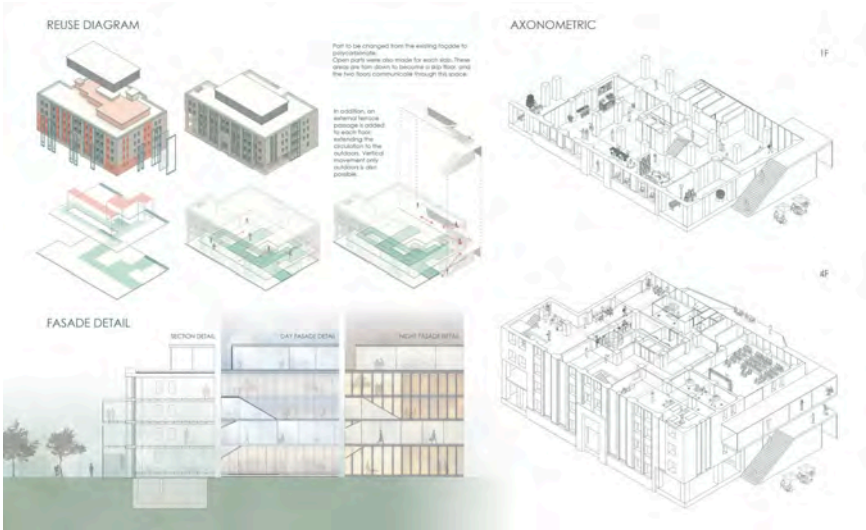 REUSE DIAGRAM
Part to be changed from the existing façade to
polycarbonate.
Open parts were also made for each slab. These
areas are torn down to become a skip floor, and
the two floors communicate through this space.
In addition, an
external terrace
passage is added
to each floor,
extending the
circulation to the
outdoors. Vertical
movement only
outdoors is also
possible.
FASADE DETAIL
SECTION DETAIL
DAY FASADE DETAIL
NIGHT FASADE DETAIL
AXONOMETRIC
1F
4F